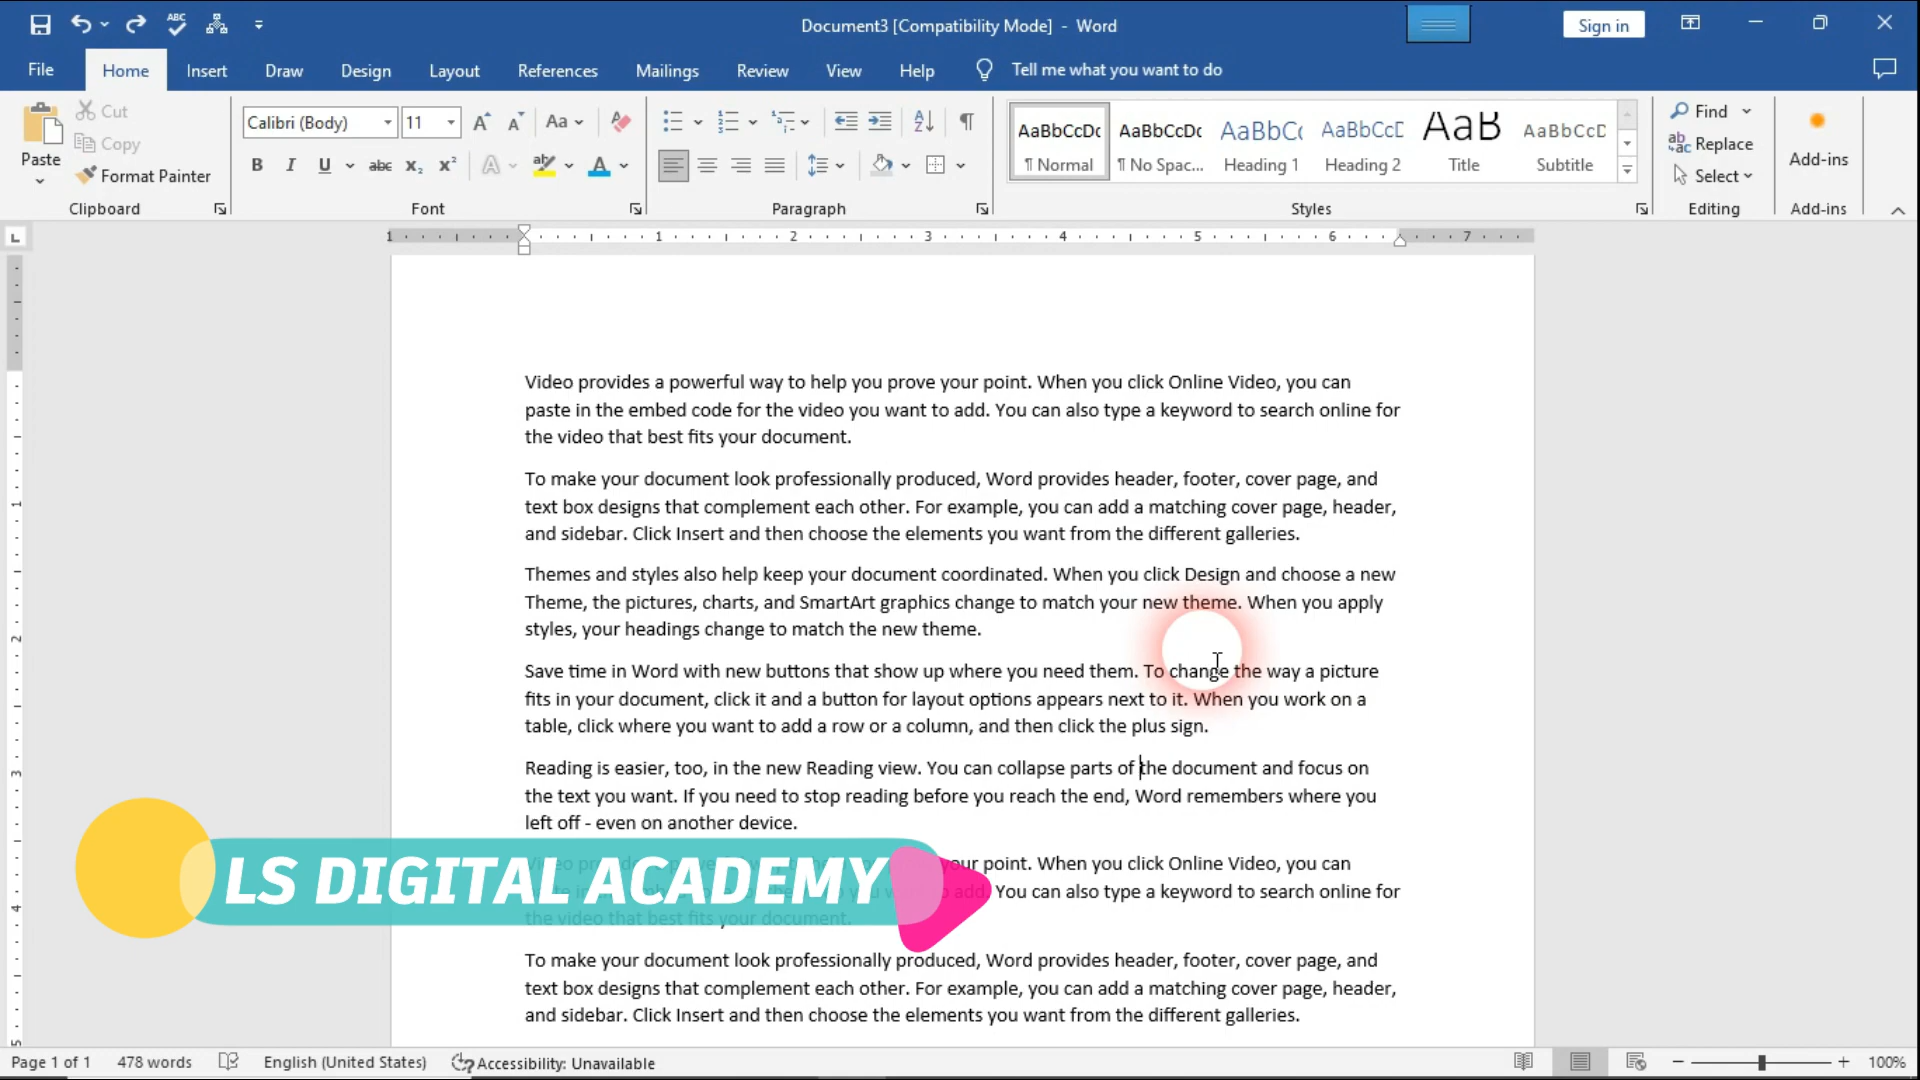 Document3 [Compatibility Mode] - Word
Sign in
File Home Insert Draw Design Layout References Mailings Review View Help Tell me what you want to do
Paste
Cut
Copy
Format Painter
Clipboard
Calibri (Body) 11
Font
Paragraph
AaBbCcDc AaBbCcDc AaBbCc AaBbCcD AaB AaBbCcD
¶ Normal ¶ No Spac... Heading 1 Heading 2 Title Subtitle
Styles
Find
Replace
Select
Editing
Add-ins
Add-ins
1 1 2 3 4 5 6 7
Video provides a powerful way to help you prove your point. When you click Online Video, you can
paste in the embed code for the video you want to add. You can also type a keyword to search online for
the video that best fits your document.
To make your document look professionally produced, Word provides header, footer, cover page, and
text box designs that complement each other. For example, you can add a matching cover page, header,
and sidebar. Click Insert and then choose the elements you want from the different galleries.
Themes and styles also help keep your document coordinated. When you click Design and choose a new
Theme, the pictures, charts, and SmartArt graphics change to match your new theme. When you apply
styles, your headings change to match the new theme.
Save time in Word with new buttons that show up where you need them. To change the way a picture
fits in your document, click it and a button for layout options appears next to it. When you work on a
table, click where you want to add a row or a column, and then click the plus sign.
Reading is easier, too, in the new Reading view. You can collapse parts of the document and focus on
the text you want. If you need to stop reading before you reach the end, Word remembers where you
left off - even on another device.
your point. When you click Online Video, you can
LS DIGITAL ACADEMY
add. You can also type a keyword to search online for
the video that best fits your document.
To make your document look professionally produced, Word provides header, footer, cover page, and
text box designs that complement each other. For example, you can add a matching cover page, header,
and sidebar. Click Insert and then choose the elements you want from the different galleries.
Page 1 of 1 478 words English (United States) Accessibility: Unavailable 100%